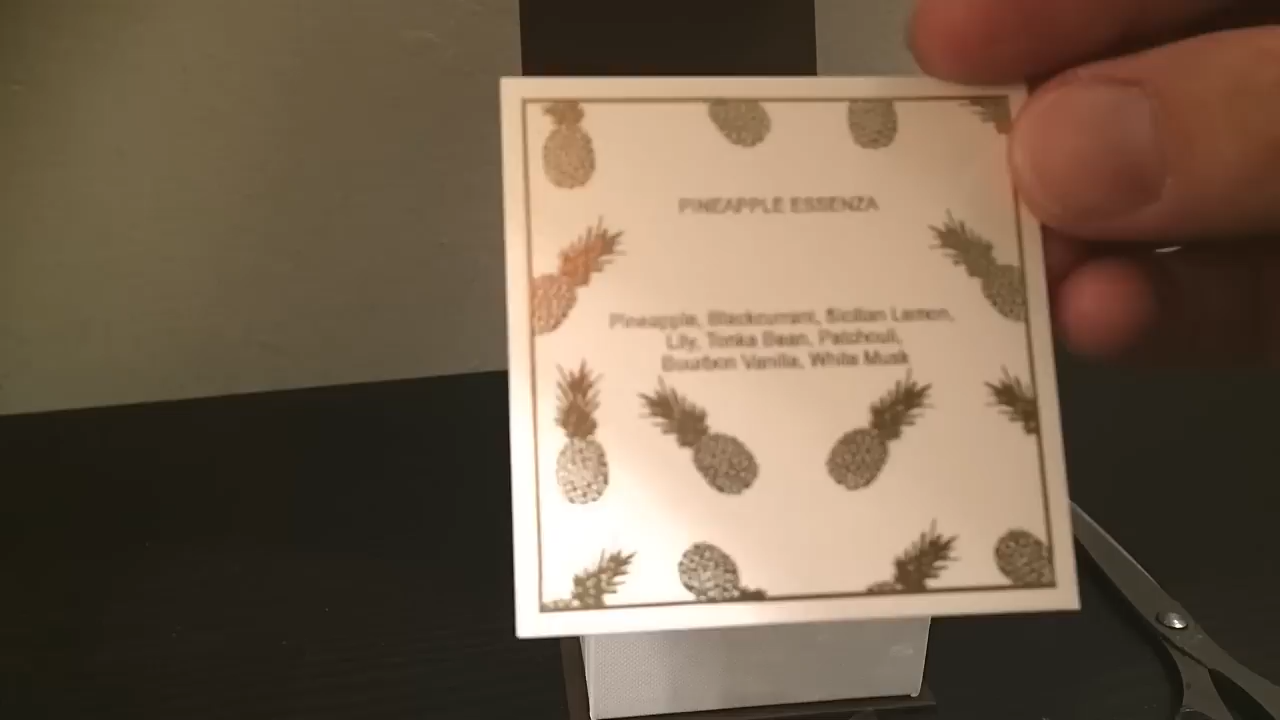 PINEAPPLE ESSENZA
Pineapple, Blackcurrant, Sicilian Lemon,
Lily, Tonka Bean, Patchouli,
Bourbon Vanilla, White Musk